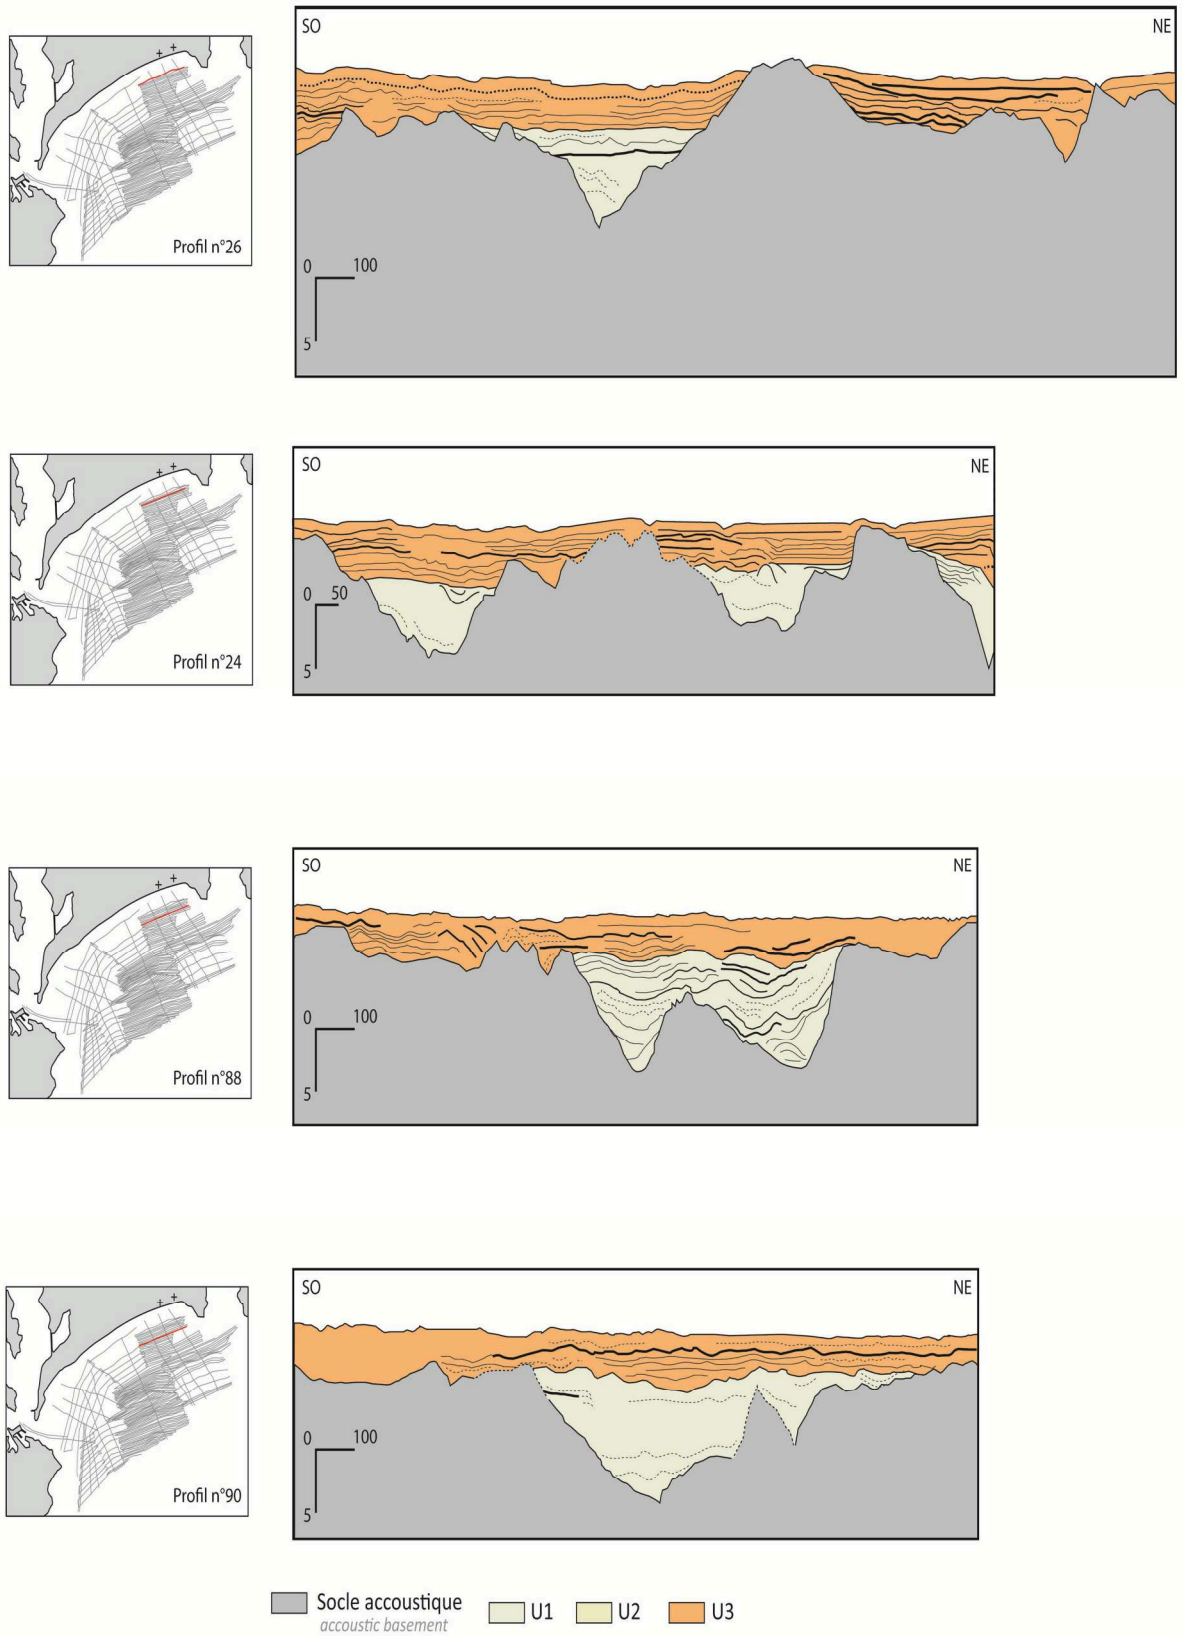 SO NE
Profil n°26
0 100
5
SO NE
Profil n°24
0 50
5
SO NE
Profil n°88
0 100
5
SO NE
Profil n°90
0 100
5
Socle accoustique U1 U2 U3
accoustic basement